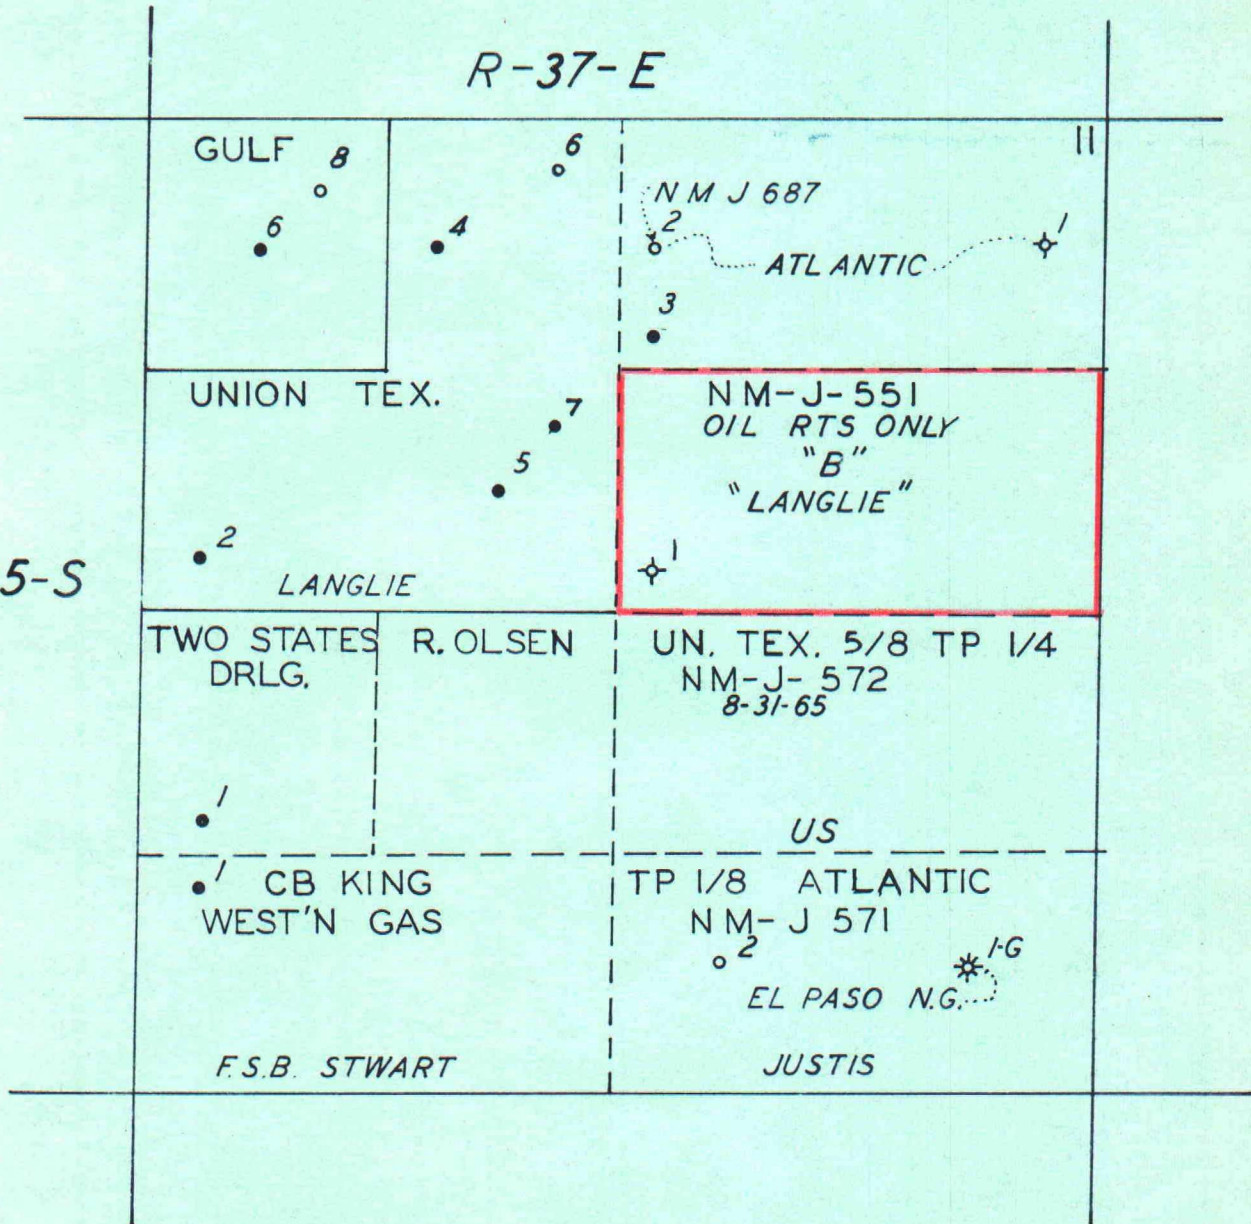 R-37-E
GULF
8
6
6
4
11
NMJ 687
2
ATLANTIC
1
3
UNION TEX.
7
5
2
LANGLIE
NM-J-551
OIL RTS ONLY
"B"
"LANGLIE"
1
5-S
TWO STATES
DRLG.
R. OLSEN
UN. TEX. 5/8 TP 1/4
NM-J-572
8-31-65
1
US
1
CB KING
WEST'N GAS
TP 1/8 ATLANTIC
NM-J 571
2
1-G
EL PASO N.G.
F.S.B. STWART
JUSTIS